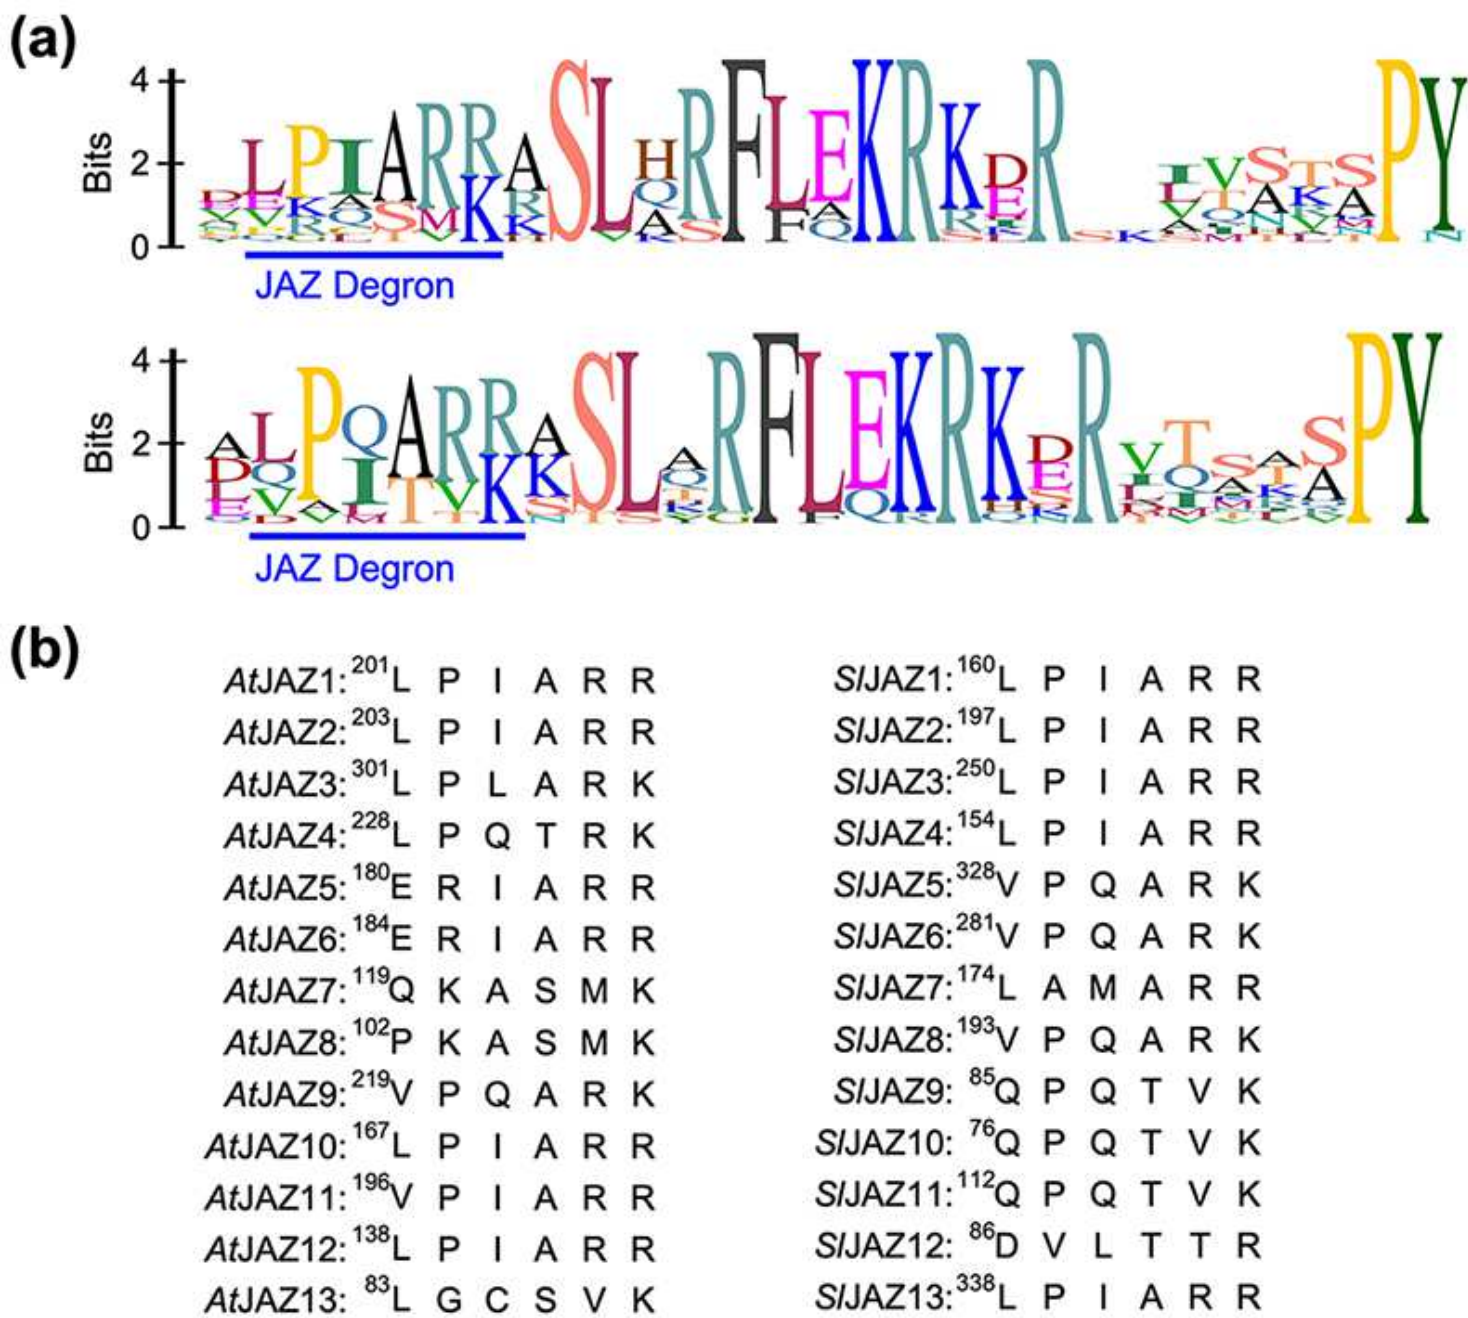 (a)
4
2
0
Bits
JAZ Degron
4
2
0
Bits
JAZ Degron
(b)
AtJAZ1: 201L P I A R R
AtJAZ2: 203L P I A R R
AtJAZ3: 301L P L A R K
AtJAZ4: 228L P Q T R K
AtJAZ5: 180E R I A R R
AtJAZ6: 184E R I A R R
AtJAZ7: 119Q K A S M K
AtJAZ8: 102P K A S M K
AtJAZ9: 219V P Q A R K
AtJAZ10: 167L P I A R R
AtJAZ11: 196V P I A R R
AtJAZ12: 138L P I A R R
AtJAZ13: 83L G C S V K
SlJAZ1: 160L P I A R R
SlJAZ2: 197L P I A R R
SlJAZ3: 250L P I A R R
SlJAZ4: 154L P I A R R
SlJAZ5: 328V P Q A R K
SlJAZ6: 281V P Q A R K
SlJAZ7: 174L A M A R R
SlJAZ8: 193V P Q A R K
SlJAZ9: 85Q P Q T V K
SlJAZ10: 76Q P Q T V K
SlJAZ11: 112Q P Q T V K
SlJAZ12: 86D V L T T R
SlJAZ13: 338L P I A R R